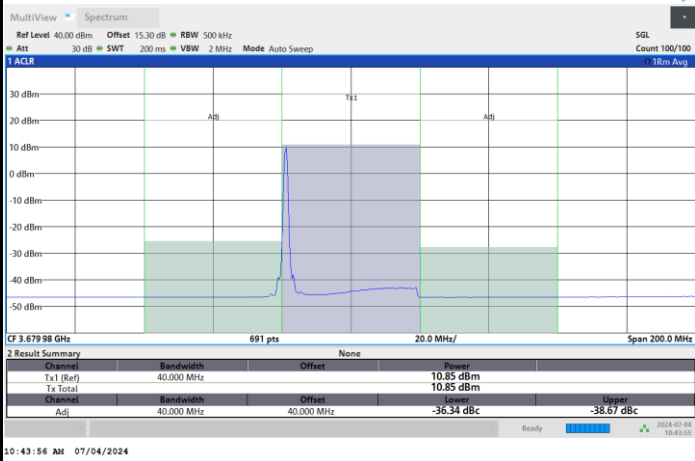 MultiView Spectrum
Ref Level 40.00 dBm Offset 15.30 dB RBW 500 kHz SGL
Att 30 dB SWT 200 ms VBW 2 MHz Mode Auto Sweep Count 100/100
1 ACLR 1Rm Avg
30 dBm
Tx1
20 dBm
Adj Adj
10 dBm
0 dBm
-10 dBm
-20 dBm
-30 dBm
-40 dBm
-50 dBm
CF 3.679 98 GHz 691 pts 20.0 MHz/ Span 200.0 MHz
2 Result Summary None
Channel Bandwidth Offset Power
Tx1 (Ref) 40.000 MHz 10.85 dBm
Tx Total 10.85 dBm
Channel Bandwidth Offset Lower Upper
Adj 40.000 MHz 40.000 MHz -36.34 dBc -38.67 dBc
Ready 2024-07-04
10:43:55
10:43:56 AM 07/04/2024